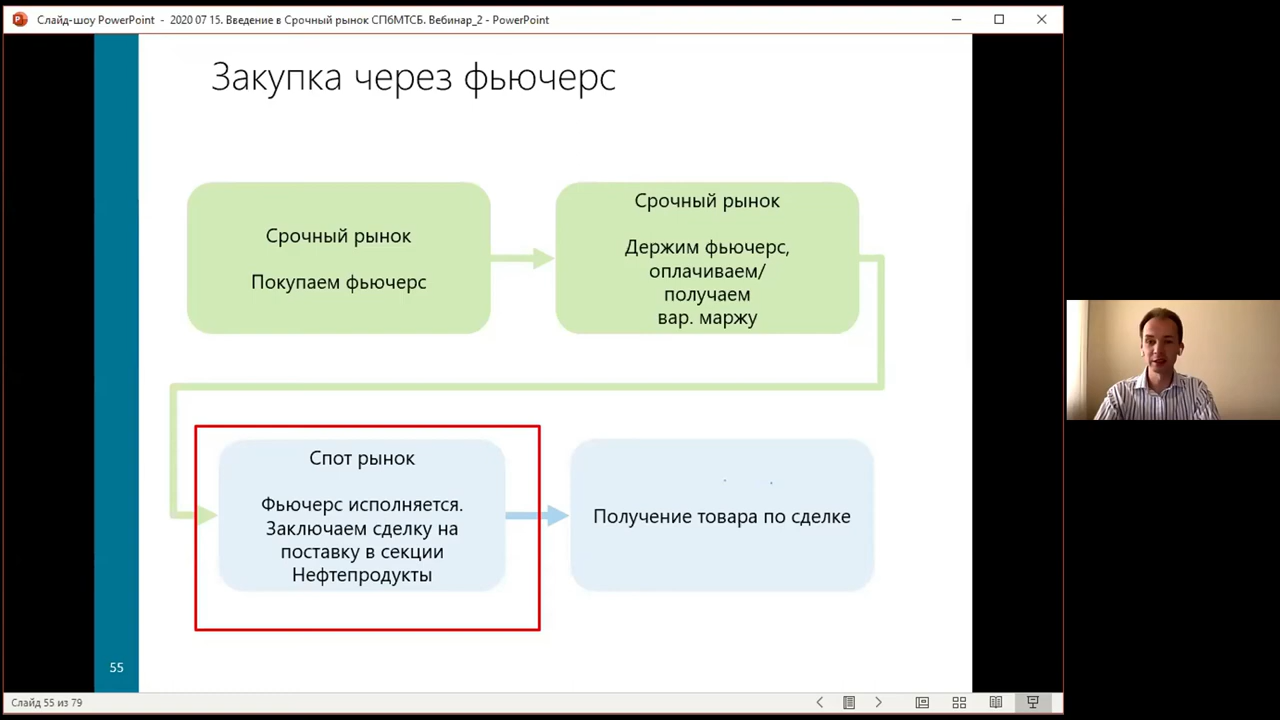 Слайд-шоу PowerPoint - 2020 07 15. Введение в Срочный рынок СПбМТСБ. Вебинар_2 - PowerPoint
Закупка через фьючерс
Срочный рынок
Покупаем фьючерс
Срочный рынок
Держим фьючерс,
оплачиваем/
получаем
вар. маржу
Спот рынок
Фьючерс исполняется.
Заключаем сделку на
поставку в секции
Нефтепродукты
Получение товара по сделке
55
Слайд 55 из 79